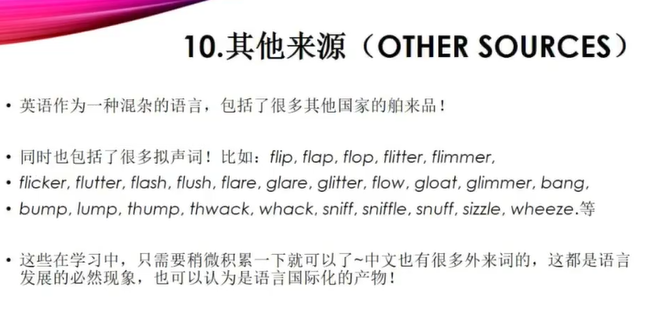 10.其他来源（OTHER SOURCES）
• 英语作为一种混杂的语言，包括了很多其他国家的舶来品！
• 同时也包括了很多拟声词！比如：flip, flap, flop, flitter, flimmer,
• flicker, flutter, flash, flush, flare, glare, glitter, flow, gloat, glimmer, bang,
• bump, lump, thump, thwack, whack, sniff, sniffle, snuff, sizzle, wheeze.等
• 这些在学习中，只需要稍微积累一下就可以了~中文也有很多外来词的，这都是语言
发展的必然现象，也可以认为是语言国际化的产物！